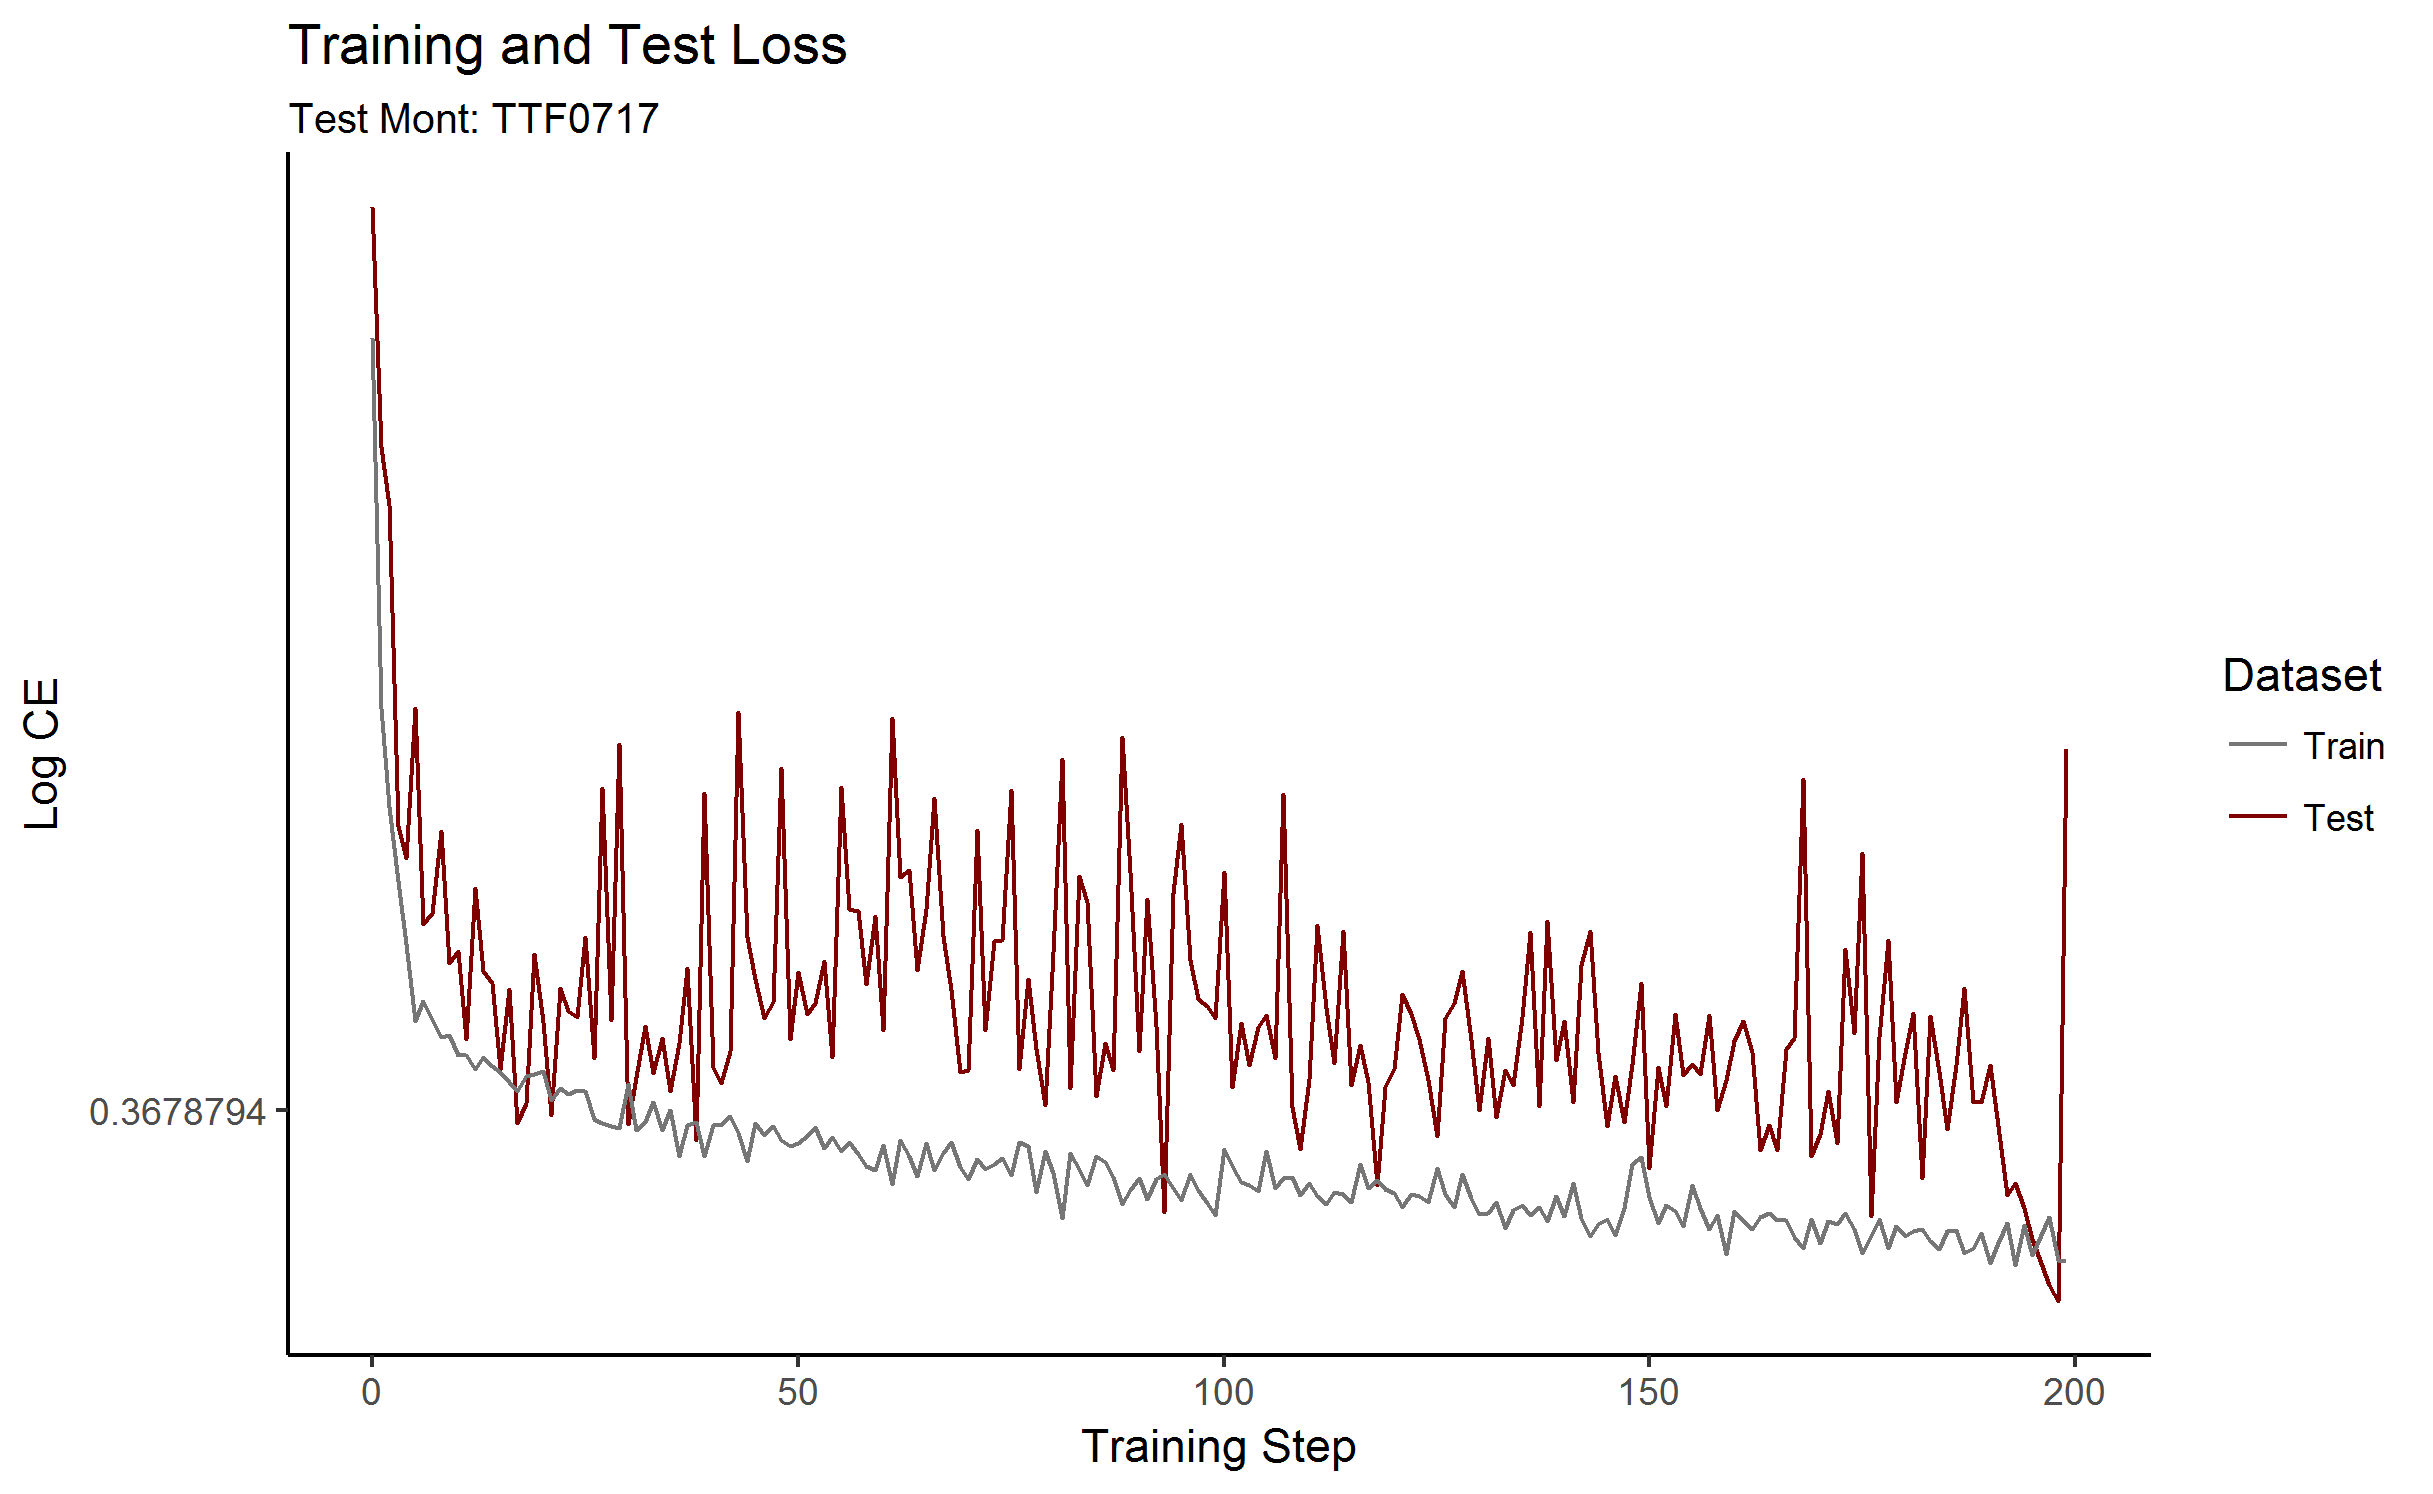 Training and Test Loss
Test Mont: TTF0717
Log CE
0.3678794
0 50 100 150 200
Training Step
Dataset
Train
Test